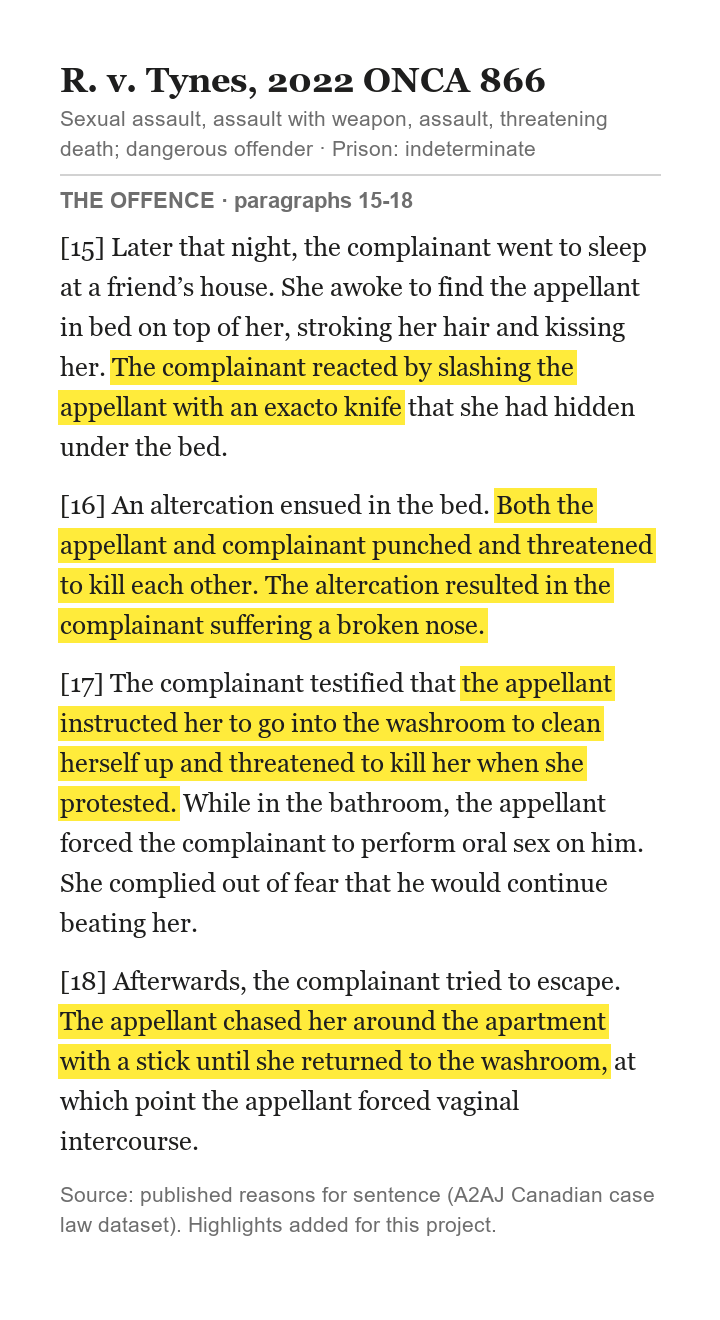 R. v. Tynes, 2022 ONCA 866
Sexual assault, assault with weapon, assault, threatening
death; dangerous offender · Prison: indeterminate
THE OFFENCE · paragraphs 15-18
[15] Later that night, the complainant went to sleep
at a friend’s house. She awoke to find the appellant
in bed on top of her, stroking her hair and kissing
her. The complainant reacted by slashing the
appellant with an exacto knife that she had hidden
under the bed.
[16] An altercation ensued in the bed. Both the
appellant and complainant punched and threatened
to kill each other. The altercation resulted in the
complainant suffering a broken nose.
[17] The complainant testified that the appellant
instructed her to go into the washroom to clean
herself up and threatened to kill her when she
protested. While in the bathroom, the appellant
forced the complainant to perform oral sex on him.
She complied out of fear that he would continue
beating her.
[18] Afterwards, the complainant tried to escape.
The appellant chased her around the apartment
with a stick until she returned to the washroom, at
which point the appellant forced vaginal
intercourse.
Source: published reasons for sentence (A2AJ Canadian case
law dataset). Highlights added for this project.